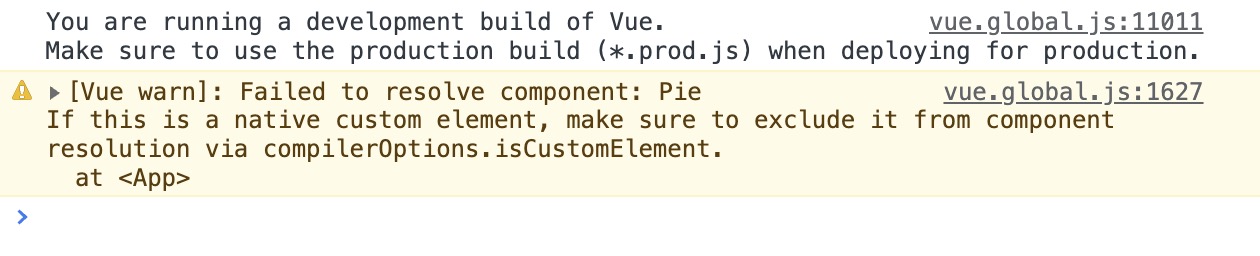 You are running a development build of Vue. vue.global.js:11011
Make sure to use the production build (*.prod.js) when deploying for production.
[Vue warn]: Failed to resolve component: Pie vue.global.js:1627
If this is a native custom element, make sure to exclude it from component
resolution via compilerOptions.isCustomElement.
at <App>